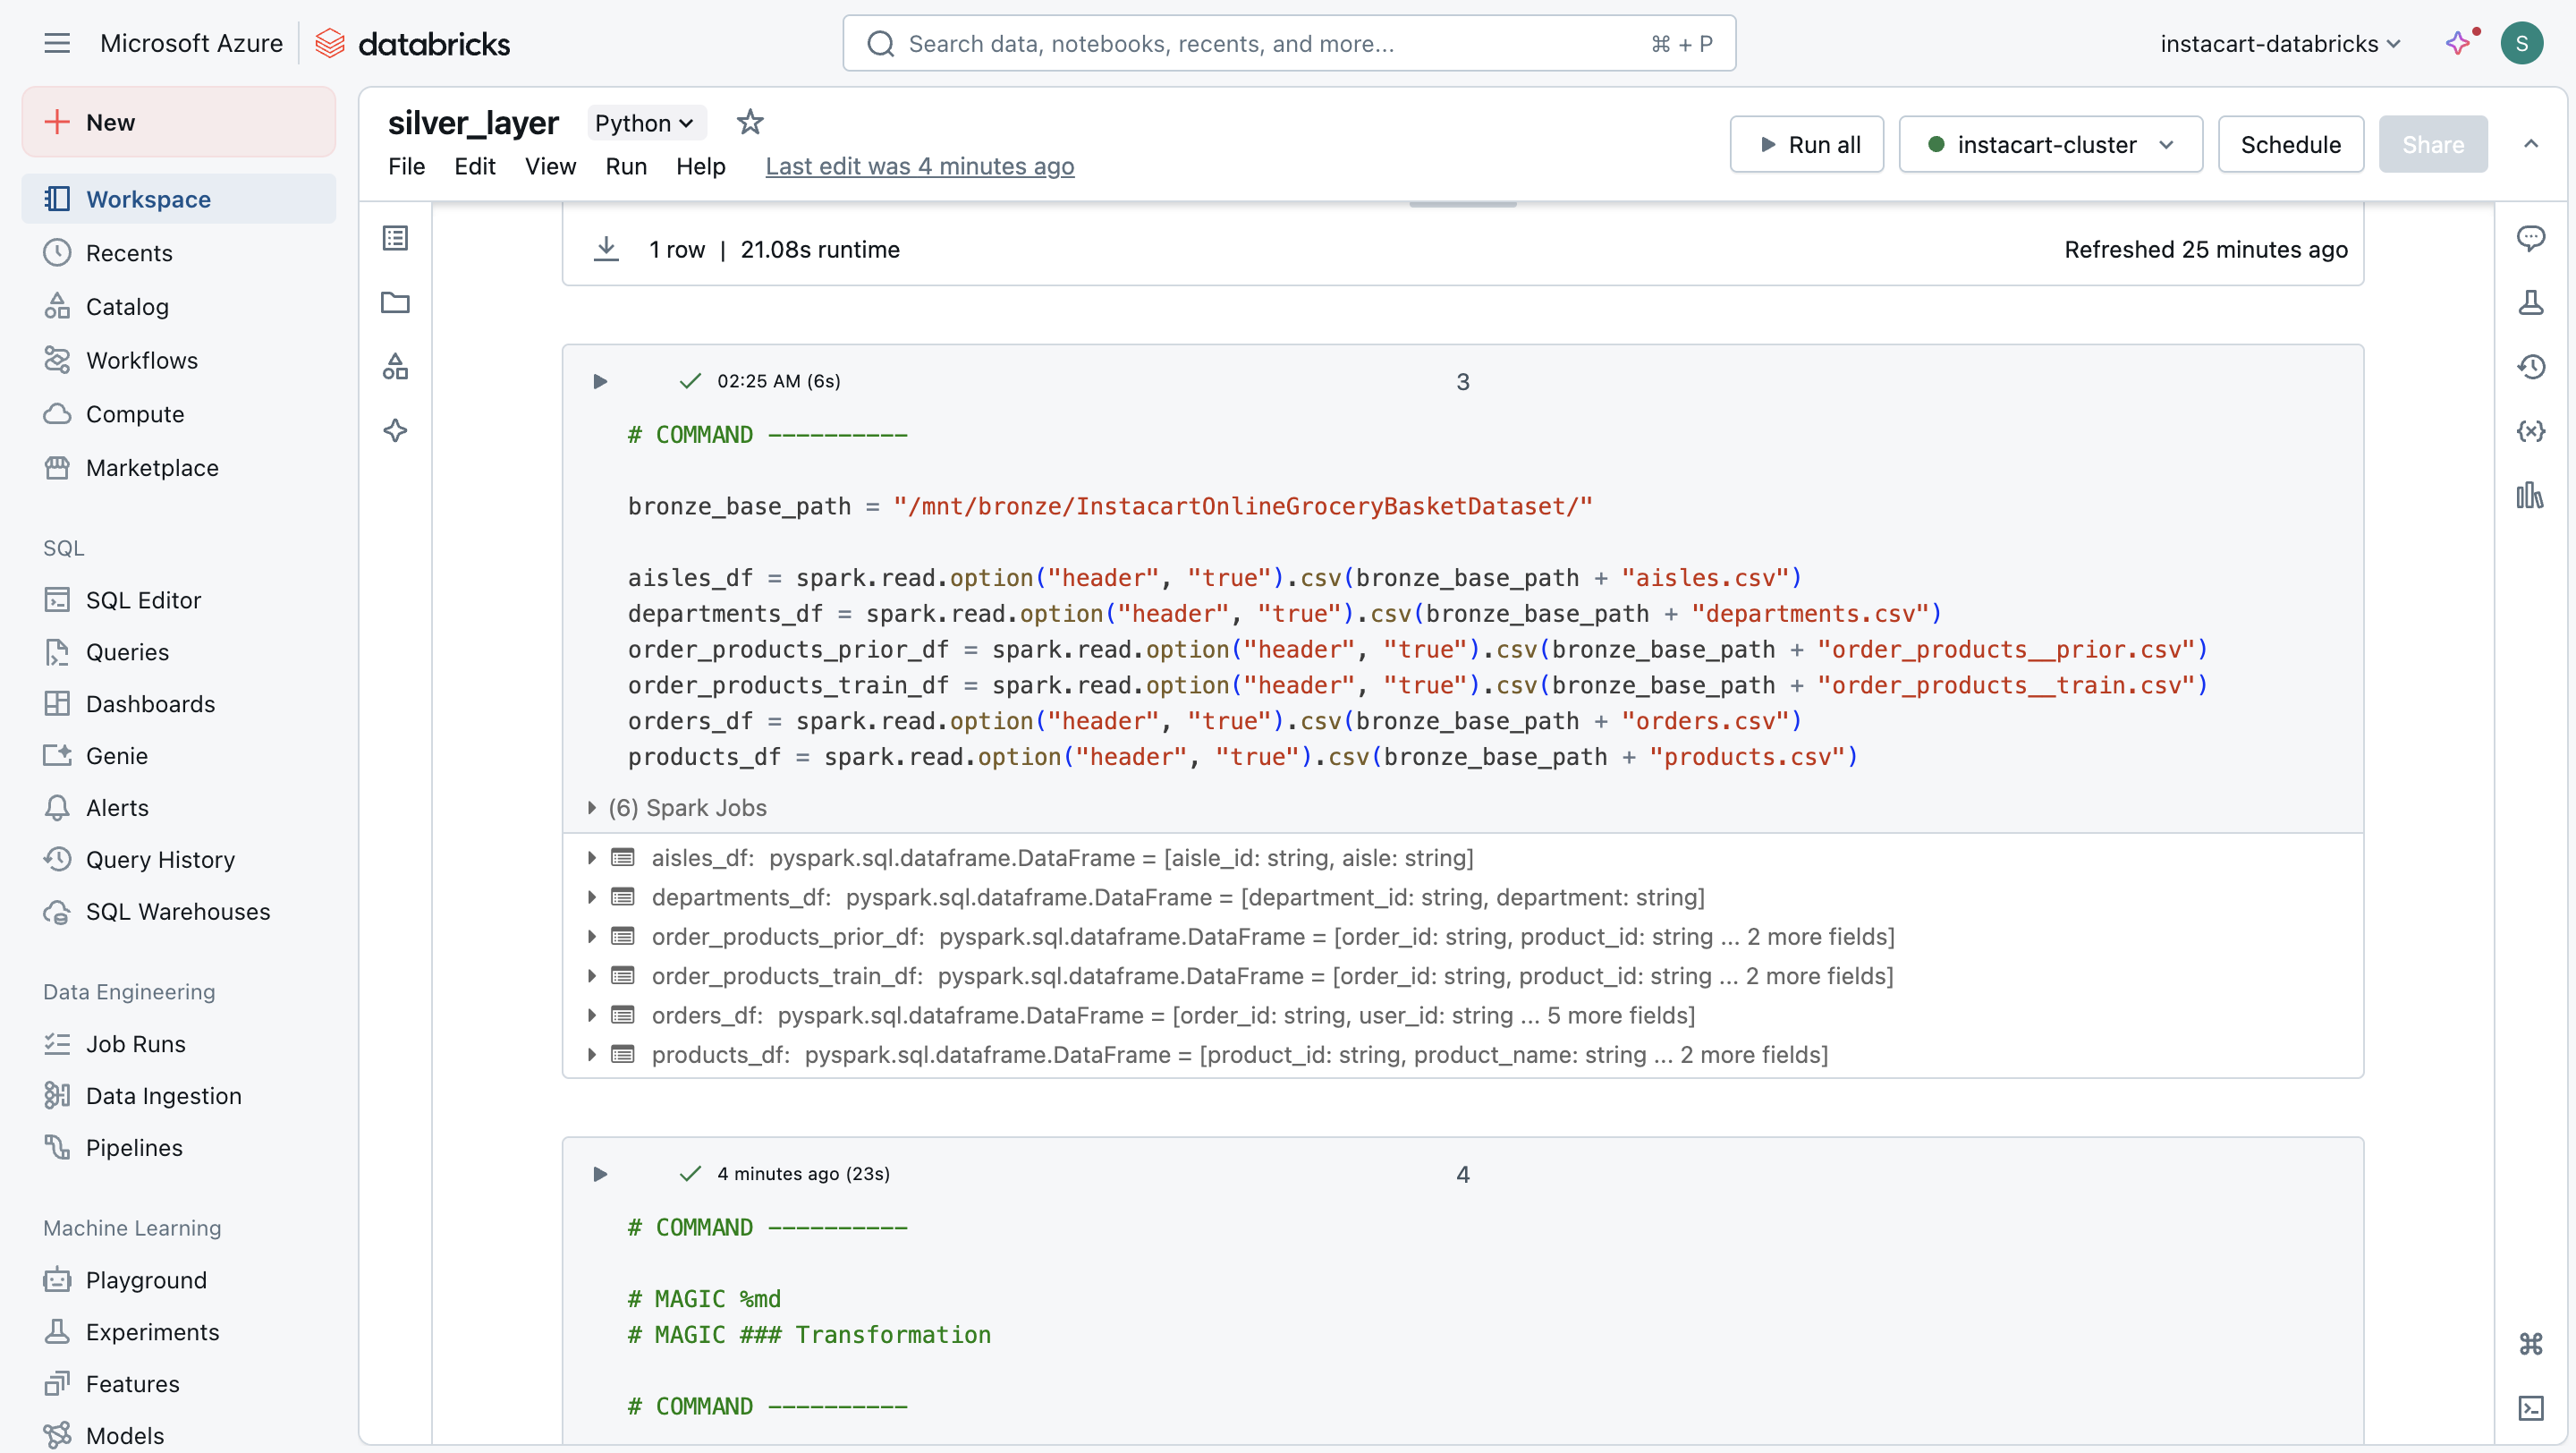 Microsoft Azure
databricks
Search data, notebooks, recents, and more...
⌘ + P
instacart-databricks
S
New
Workspace
Recents
Catalog
Workflows
Compute
Marketplace
SQL
SQL Editor
Queries
Dashboards
Genie
Alerts
Query History
SQL Warehouses
Data Engineering
Job Runs
Data Ingestion
Pipelines
Machine Learning
Playground
Experiments
Features
Models
silver_layer
Python
File Edit View Run Help Last edit was 4 minutes ago
Run all
instacart-cluster
Schedule
Share
1 row | 21.08s runtime
Refreshed 25 minutes ago
02:25 AM (6s)
3
# COMMAND ----------
bronze_base_path = "/mnt/bronze/InstacartOnlineGroceryBasketDataset/"
aisles_df = spark.read.option("header", "true").csv(bronze_base_path + "aisles.csv")
departments_df = spark.read.option("header", "true").csv(bronze_base_path + "departments.csv")
order_products_prior_df = spark.read.option("header", "true").csv(bronze_base_path + "order_products__prior.csv")
order_products_train_df = spark.read.option("header", "true").csv(bronze_base_path + "order_products__train.csv")
orders_df = spark.read.option("header", "true").csv(bronze_base_path + "orders.csv")
products_df = spark.read.option("header", "true").csv(bronze_base_path + "products.csv")
(6) Spark Jobs
aisles_df: pyspark.sql.dataframe.DataFrame = [aisle_id: string, aisle: string]
departments_df: pyspark.sql.dataframe.DataFrame = [department_id: string, department: string]
order_products_prior_df: pyspark.sql.dataframe.DataFrame = [order_id: string, product_id: string ... 2 more fields]
order_products_train_df: pyspark.sql.dataframe.DataFrame = [order_id: string, product_id: string ... 2 more fields]
orders_df: pyspark.sql.dataframe.DataFrame = [order_id: string, user_id: string ... 5 more fields]
products_df: pyspark.sql.dataframe.DataFrame = [product_id: string, product_name: string ... 2 more fields]
4 minutes ago (23s)
4
# COMMAND ----------
# MAGIC %md
# MAGIC ### Transformation
# COMMAND ----------